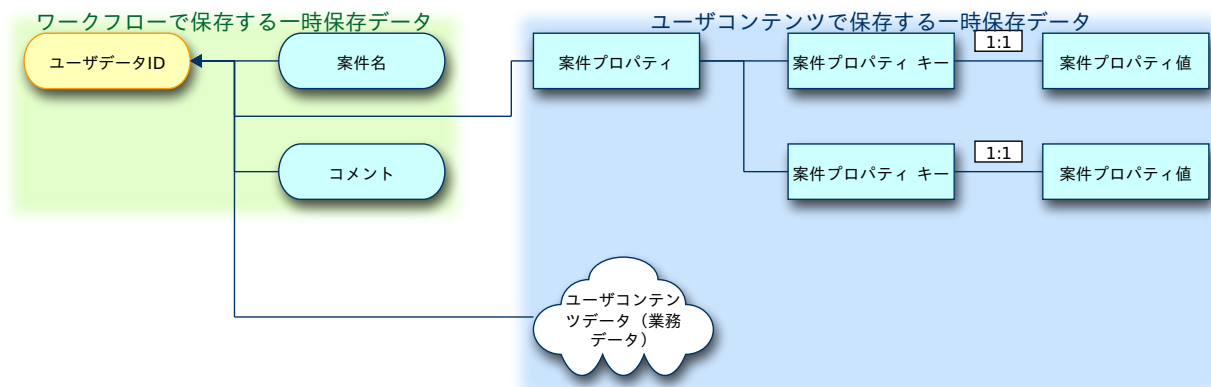 ワークフローで保存する一時保存データ
ユーザコンテンツで保存する一時保存データ
ユーザデータID
案件名
案件プロパティ
案件プロパティ キー
1:1
案件プロパティ値
コメント
案件プロパティ キー
1:1
案件プロパティ値
ユーザコンテン
ツデータ（業務
データ）